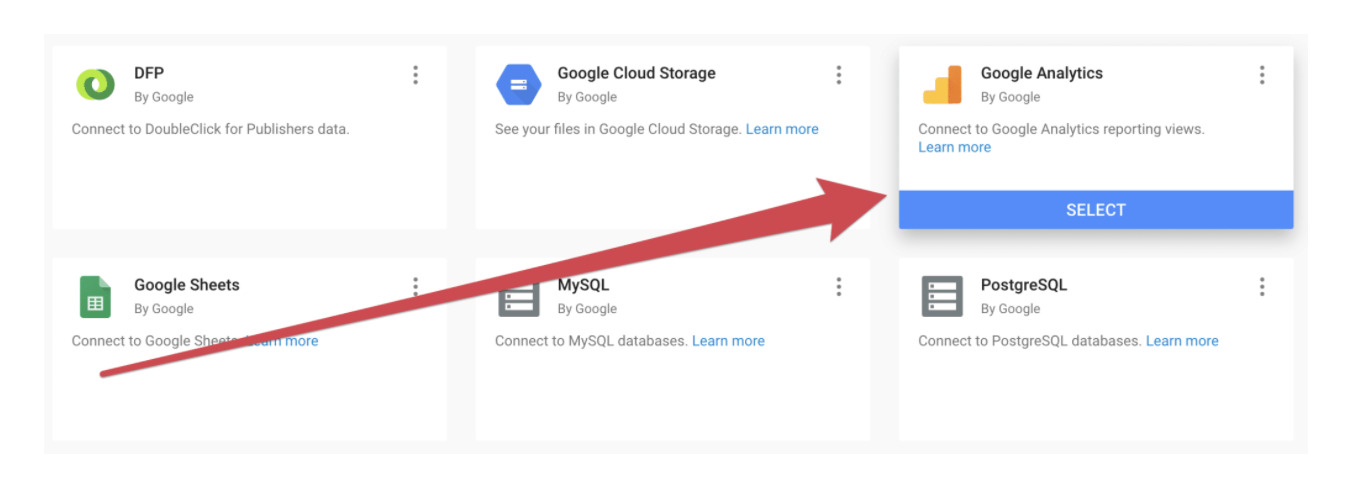 DFP
By Google
Connect to DoubleClick for Publishers data.
Google Cloud Storage
By Google
See your files in Google Cloud Storage. Learn more
Google Analytics
By Google
Connect to Google Analytics reporting views.
Learn more
SELECT
Google Sheets
By Google
Connect to Google Sheets. Learn more
MySQL
By Google
Connect to MySQL databases. Learn more
PostgreSQL
By Google
Connect to PostgreSQL databases. Learn more